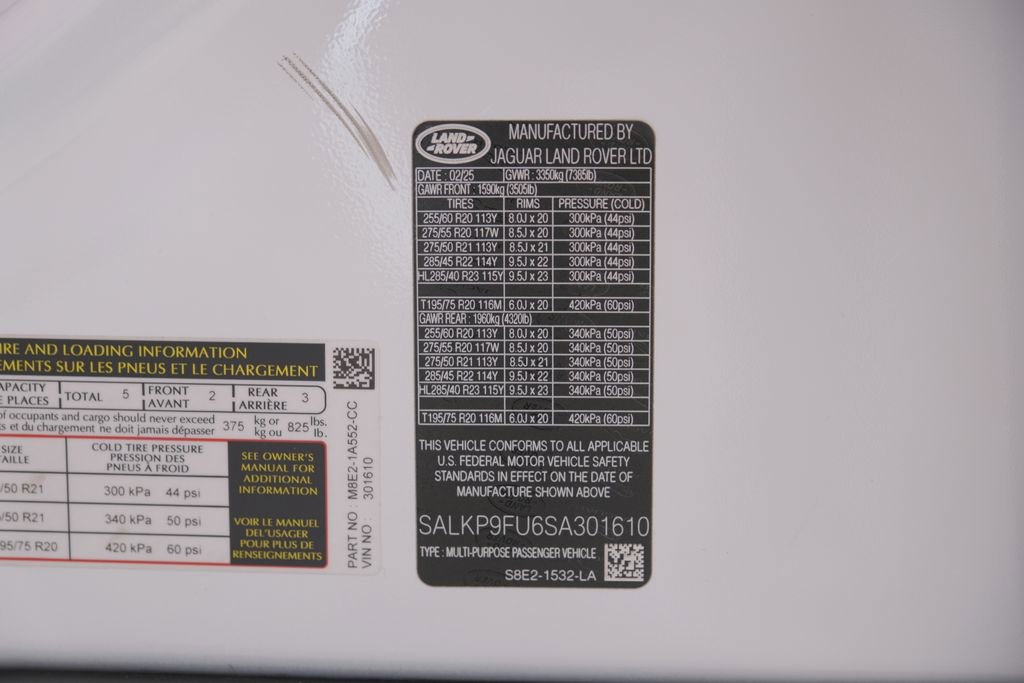 LAND-
-ROVER
MANUFACTURED BY
JAGUAR LAND ROVER LTD
DATE : 02/25 GVWR : 3350kg (7385lb)
GAWR FRONT : 1590kg (3505lb)
TIRES RIMS PRESSURE (COLD)
255/60 R20 113Y 8.0J x 20 300kPa (44psi)
275/55 R20 117W 8.5J x 20 300kPa (44psi)
275/50 R21 113Y 8.5J x 21 300kPa (44psi)
285/45 R22 114Y 9.5J x 22 300kPa (44psi)
HL285/40 R23 115Y 9.5J x 23 300kPa (44psi)
T195/75 R20 116M 6.0J x 20 420kPa (60psi)
GAWR REAR : 1960kg (4320lb)
255/60 R20 113Y 8.0J x 20 340kPa (50psi)
275/55 R20 117W 8.5J x 20 340kPa (50psi)
275/50 R21 113Y 8.5J x 21 340kPa (50psi)
285/45 R22 114Y 9.5J x 22 340kPa (50psi)
HL285/40 R23 115Y 9.5J x 23 340kPa (50psi)
T195/75 R20 116M 6.0J x 20 420kPa (60psi)
THIS VEHICLE CONFORMS TO ALL APPLICABLE
U.S. FEDERAL MOTOR VEHICLE SAFETY
STANDARDS IN EFFECT ON THE DATE OF
MANUFACTURE SHOWN ABOVE
SALKP9FU6SA301610
TYPE : MULTI-PURPOSE PASSENGER VEHICLE
S8E2-1532-LA
IRE AND LOADING INFORMATION
EMENTS SUR LES PNEUS ET LE CHARGEMENT
APACITY
E PLACES
TOTAL 5
FRONT
AVANT 2
REAR
ARRIÈRE 3
of occupants and cargo should never exceed
s et du chargement ne doit jamais dépasser
375 kg or
kg ou
825 lbs.
lb.
SIZE
AILLE
COLD TIRE PRESSURE
PRESSION DES
PNEUS À FROID
/50 R21 300 kPa 44 psi
/50 R21 340 kPa 50 psi
95/75 R20 420 kPa 60 psi
SEE OWNER'S
MANUAL FOR
ADDITIONAL
INFORMATION
VOIR LE MANUEL
DEL'USAGER
POUR PLUS DE
RENSEIGNEMENTS
PART NO : M8E2-1A552-CC
VIN NO : 301610